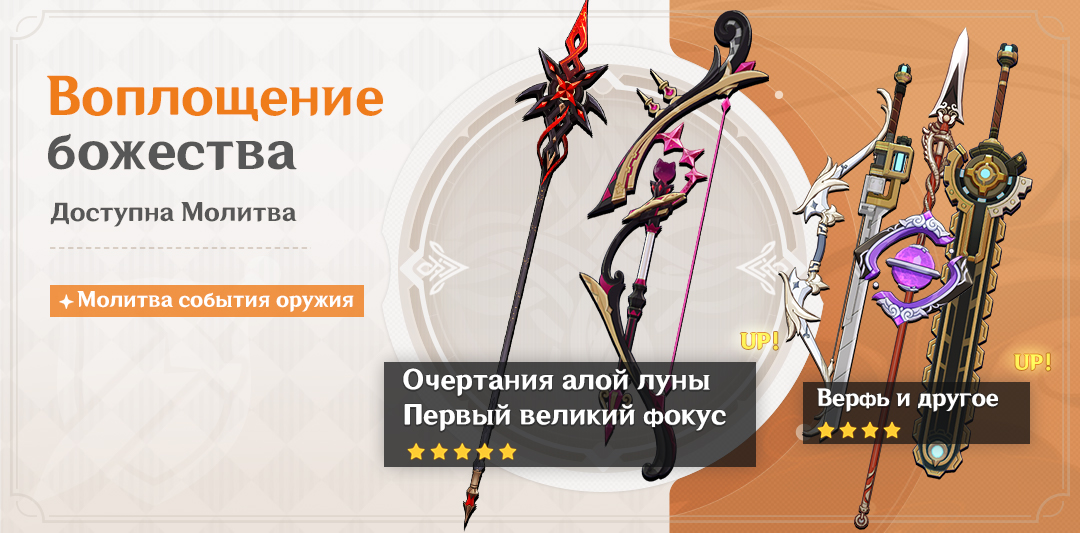 Воплощение
божества
Доступна Молитва
Молитва события оружия
UP!
Очертания алой луны
Первый великий фокус
UP!
Верфь и другое